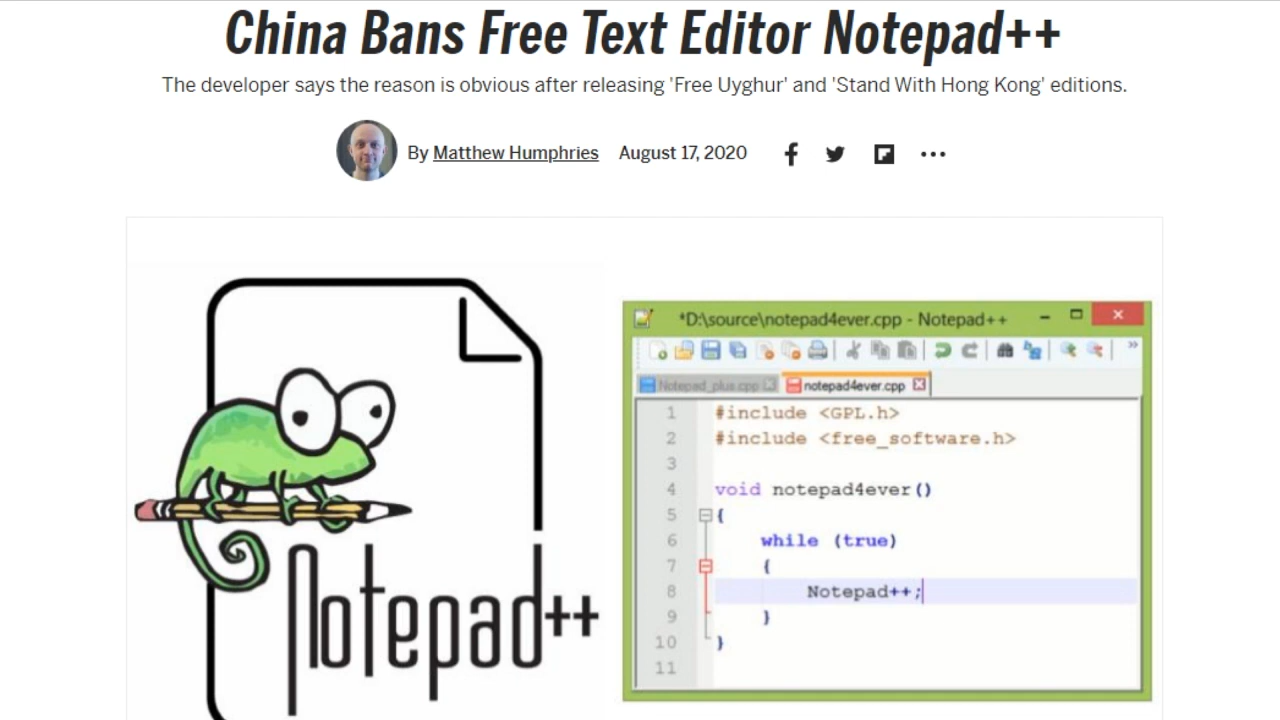 China Bans Free Text Editor Notepad++
The developer says the reason is obvious after releasing 'Free Uyghur' and 'Stand With Hong Kong' editions.
By Matthew Humphries August 17, 2020
Notepad++
*D:\source\notepad4ever.cpp - Notepad++
Notepad_plus.cpp notepad4ever.cpp
1 #include <GPL.h>
2 #include <free_software.h>
3
4 void notepad4ever()
5 {
6 while (true)
7 {
8 Notepad++;
9 }
10 }
11